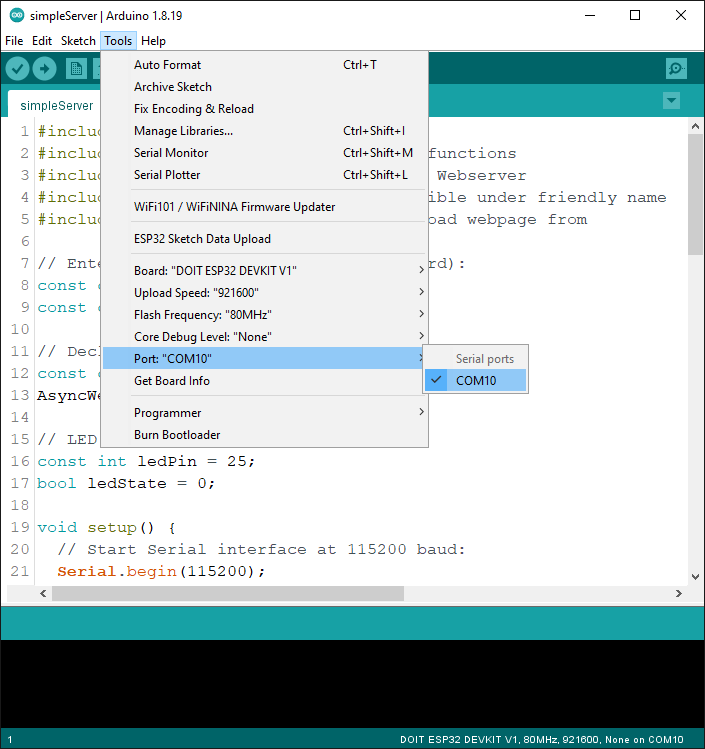 simpleServer | Arduino 1.8.19
File Edit Sketch Tools Help
simpleServer
Auto Format Ctrl+T
Archive Sketch
Fix Encoding & Reload
Manage Libraries... Ctrl+Shift+I
Serial Monitor Ctrl+Shift+M
Serial Plotter Ctrl+Shift+L
WiFi101 / WiFiNINA Firmware Updater
ESP32 Sketch Data Upload
Board: "DOIT ESP32 DEVKIT V1"
Upload Speed: "921600"
Flash Frequency: "80MHz"
Core Debug Level: "None"
Port: "COM10"
Get Board Info
Programmer
Burn Bootloader
Serial ports
COM10
1 #includ
2 #includ functions
3 #includ Webserver
4 #includ ible under friendly name
5 #includ oad webpage from
6
7 // Ente rd):
8 const c
9 const c
10
11 // Decl
12 const c
13 AsyncWe
14
15 // LED
16 const int ledPin = 25;
17 bool ledState = 0;
18
19 void setup() {
20 // Start Serial interface at 115200 baud:
21 Serial.begin(115200);
1 DOIT ESP32 DEVKIT V1, 80MHz, 921600, None on COM10